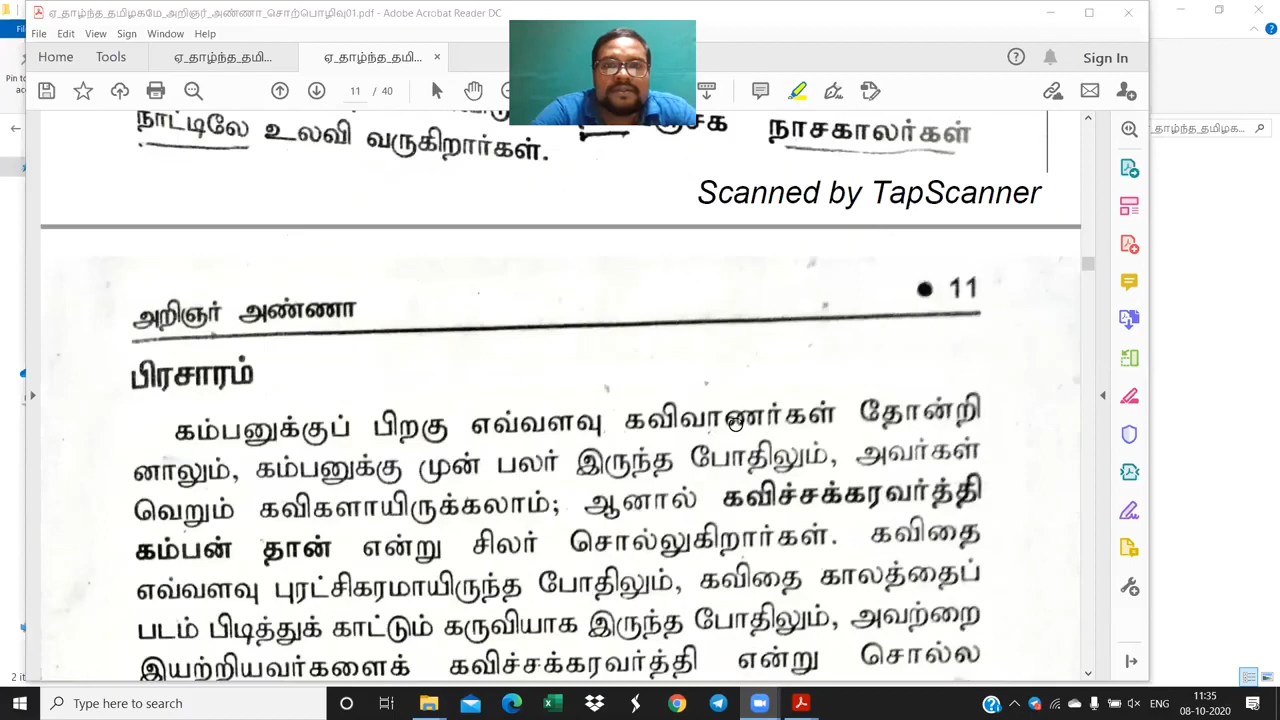 ஏ_தாழ்ந்த_தமிழகமே_அறிஞர்_அண்ணா_சொற்பொழிவு01.pdf - Adobe Acrobat Reader DC
File Edit View Sign Window Help
Home Tools ஏ_தாழ்ந்த_தமி... ஏ_தாழ்ந்த_தமி... × Sign In
11 / 40
நாட்டிலே உலவி வருகிறார்கள். நாசகாலர்கள்
Scanned by TapScanner
அறிஞர் அண்ணா ● 11
பிரசாரம்
கம்பனுக்குப் பிறகு எவ்வளவு கவிவாணர்கள் தோன்றி
னாலும், கம்பனுக்கு முன் பலர் இருந்த போதிலும், அவர்கள்
வெறும் கவிகளாயிருக்கலாம்; ஆனால் கவிச்சக்கரவர்த்தி
கம்பன் தான் என்று சிலர் சொல்லுகிறார்கள். கவிதை
எவ்வளவு புரட்சிகரமாயிருந்த போதிலும், கவிதை காலத்தைப்
படம் பிடித்துக் காட்டும் கருவியாக இருந்த போதிலும், அவற்றை
இயற்றியவர்களைக் கவிச்சக்கரவர்த்தி என்று சொல்ல
Type here to search
ENG
11:35
08-10-2020